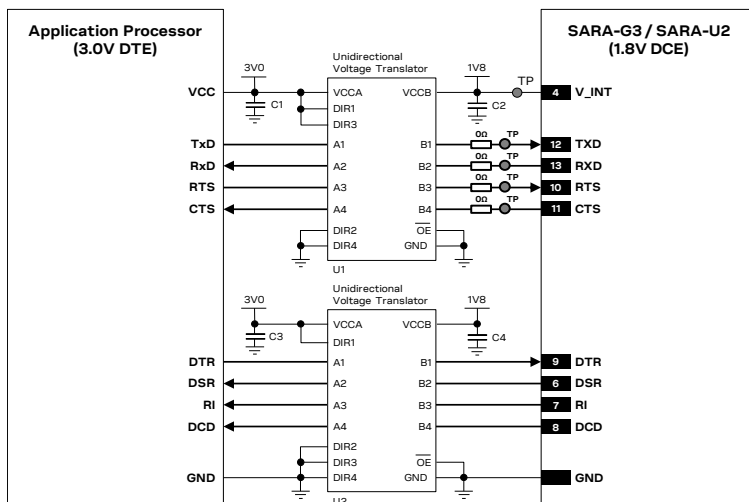 Application Processor
(3.0V DTE)
SARA-G3 / SARA-U2
(1.8V DCE)
Unidirectional
Voltage Translator
3V0
1V8
TP
VCC
C1
VCCA
VCCB
C2
4
V_INT
DIR1
DIR3
TxD
A1
B1
0Ω
TP
12
TXD
RxD
A2
B2
0Ω
TP
13
RXD
RTS
A3
B3
0Ω
TP
10
RTS
CTS
A4
B4
0Ω
TP
11
CTS
DIR2
OE
DIR4
GND
U1
Unidirectional
Voltage Translator
3V0
1V8
C3
VCCA
VCCB
C4
DIR1
DTR
A1
B1
9
DTR
DSR
A2
B2
6
DSR
RI
A3
B3
7
RI
DCD
A4
B4
8
DCD
DIR2
DIR3
OE
GND
DIR4
GND
GND
U2